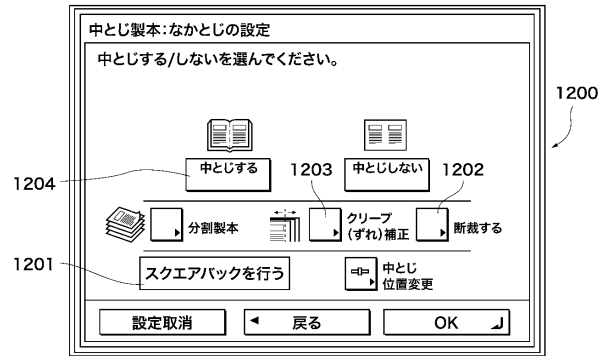 中とじ製本：なかとじの設定
中とじする/しないを選んでください。
1200
中とじする
中とじしない
1204
1203
1202
分割製本
クリープ
（ずれ）補正
断裁する
1201
スクエアバックを行う
中とじ
位置変更
設定取消
戻る
OK